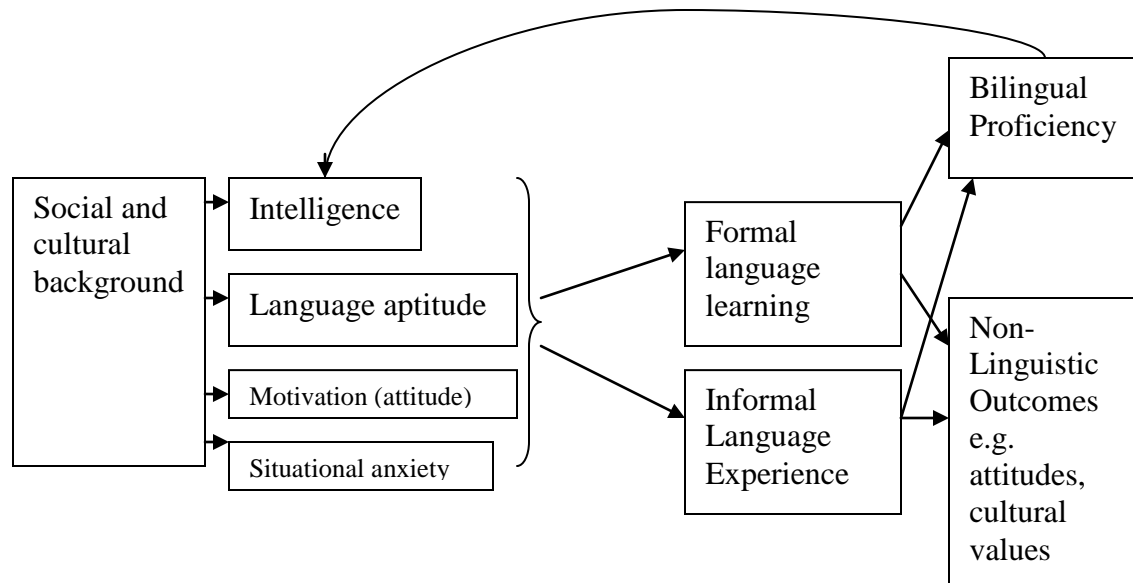 Social and
cultural
background
Intelligence
Language aptitude
Motivation (attitude)
Situational anxiety
Formal
language
learning
Informal
Language
Experience
Bilingual
Proficiency
Non-
Linguistic
Outcomes
e.g.
attitudes,
cultural
values